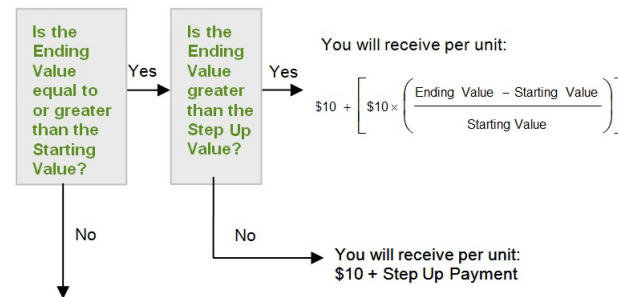 Is the
Ending
Value
equal to
or greater
than the
Starting
Value?
Yes
Is the
Ending
Value
greater
than the
Step Up
Value?
Yes
You will receive per unit:
$10 + [ $10 × ( Ending Value – Starting Value
Starting Value ) ]
No
No
You will receive per unit:
$10 + Step Up Payment